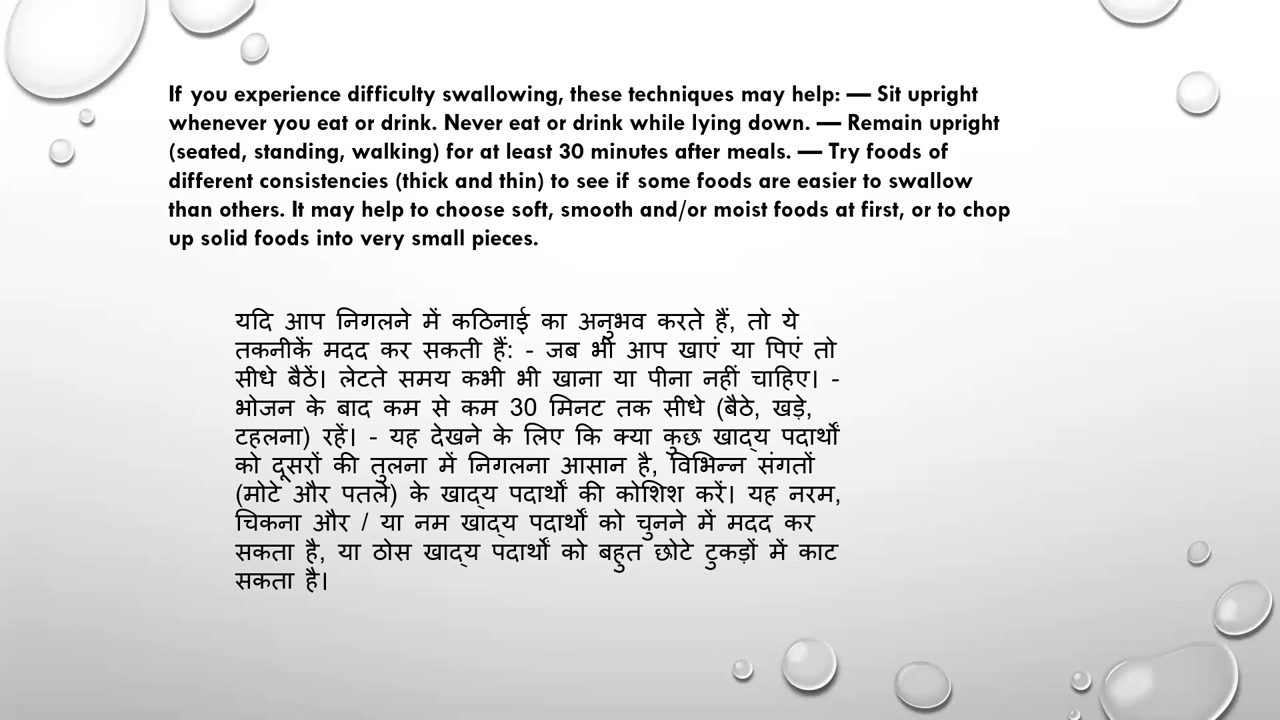 If you experience difficulty swallowing, these techniques may help: — Sit upright
whenever you eat or drink. Never eat or drink while lying down. — Remain upright
(seated, standing, walking) for at least 30 minutes after meals. — Try foods of
different consistencies (thick and thin) to see if some foods are easier to swallow
than others. It may help to choose soft, smooth and/or moist foods at first, or to chop
up solid foods into very small pieces.
यदि आप निगलने में कठिनाई का अनुभव करते हैं, तो ये
तकनीकें मदद कर सकती हैं: - जब भी आप खाएं या पिएं तो
सीधे बैठें। लेटते समय कभी भी खाना या पीना नहीं चाहिए। -
भोजन के बाद कम से कम 30 मिनट तक सीधे (बैठे, खड़े,
टहलना) रहें। - यह देखने के लिए कि क्या कुछ खाद्य पदार्थों
को दूसरों की तुलना में निगलना आसान है, विभिन्न संगतों
(मोटे और पतले) के खाद्य पदार्थों की कोशिश करें। यह नरम,
चिकना और / या नम खाद्य पदार्थों को चुनने में मदद कर
सकता है, या ठोस खाद्य पदार्थों को बहुत छोटे टुकड़ों में काट
सकता है।